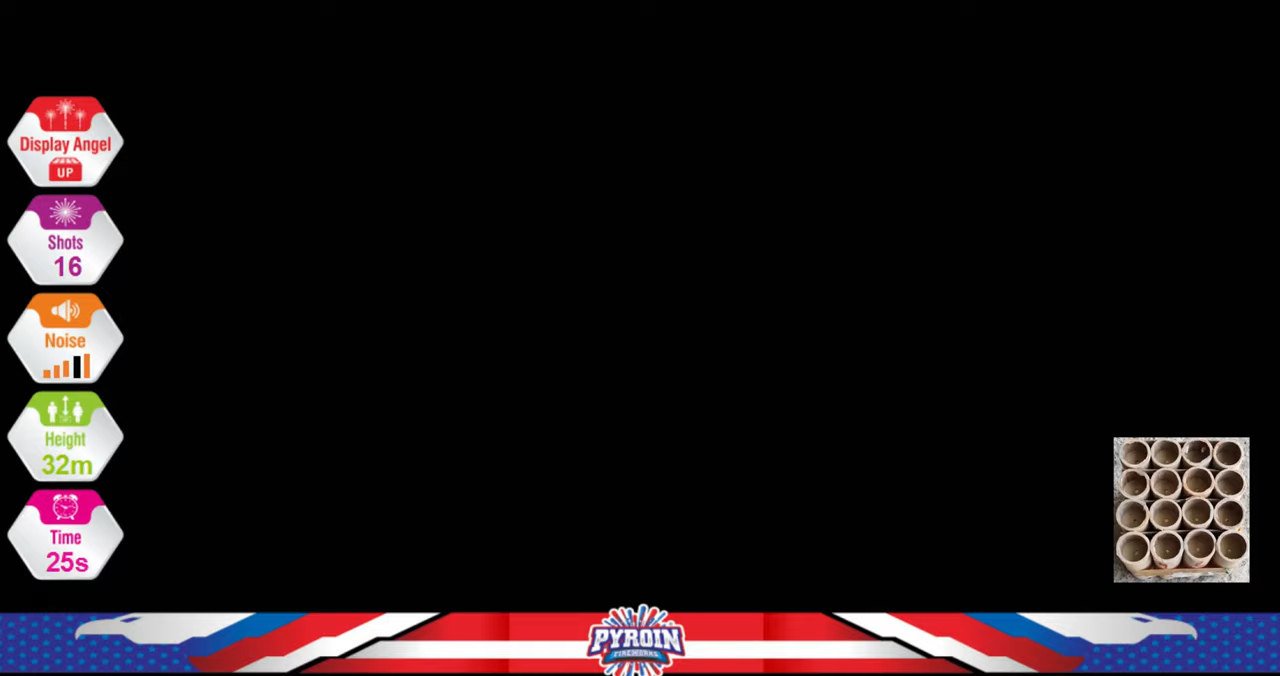 Display Angel
UP
Shots
16
Noise
Height
32m
Time
25s
PYROIN
FIREWORKS